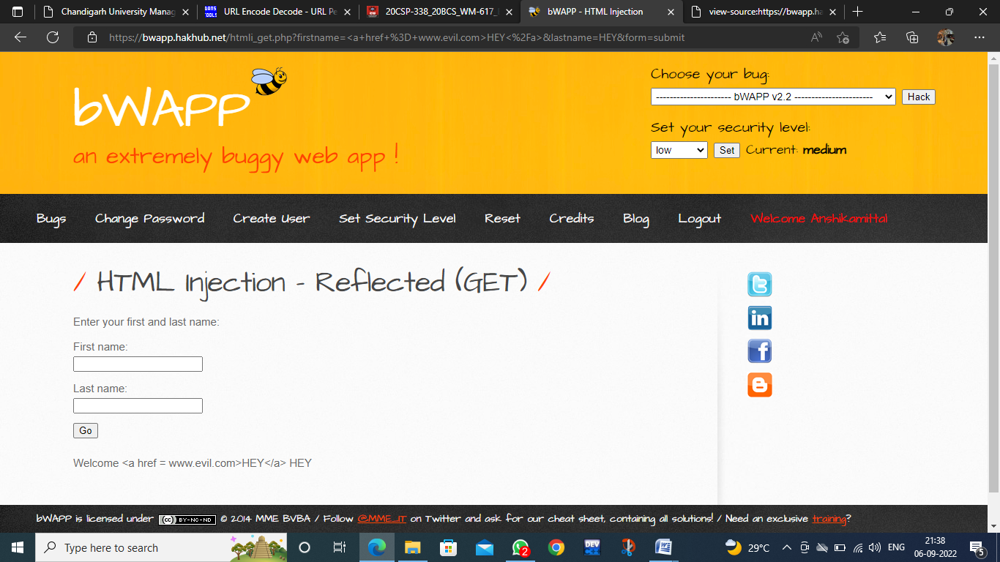 Chandigarh University Manag
URL Encode Decode - URL Pe
20CSP-338_20BCS_WM-617_
bWAPP - HTML Injection
view-source:https://bwapp.ha
https://bwapp.hakhub.net/htmli_get.php?firstname=<a+href+%3D+www.evil.com>HEY<%2Fa>&lastname=HEY&form=submit
bWAPP
an extremely buggy web app !
Choose your bug:
---------------------- bWAPP v2.2 ----------------------- Hack
Set your security level:
low Set Current: medium
Bugs Change Password Create User Set Security Level Reset Credits Blog Logout Welcome Anshikamittal
/ HTML Injection - Reflected (GET) /
Enter your first and last name:
First name:
Last name:
Go
Welcome <a href = www.evil.com>HEY</a> HEY
bWAPP is licensed under (cc) BY-NC-ND © 2014 MME BVBA / Follow @MME_IT on Twitter and ask for our cheat sheet, containing all solutions! / Need an exclusive training?
Type here to search
2
DEV
29°C
ENG
21:38
06-09-2022
5